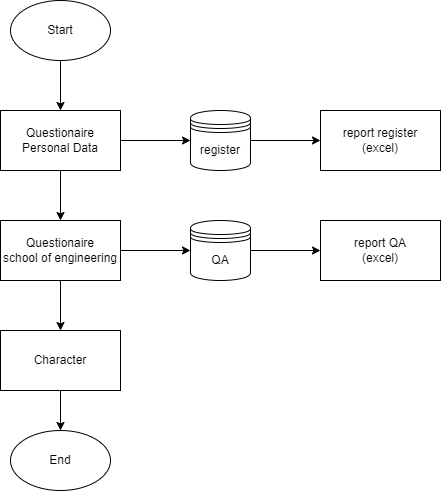 Start
Questionaire
Personal Data
register
report register
(excel)
Questionaire
school of engineering
QA
report QA
(excel)
Character
End